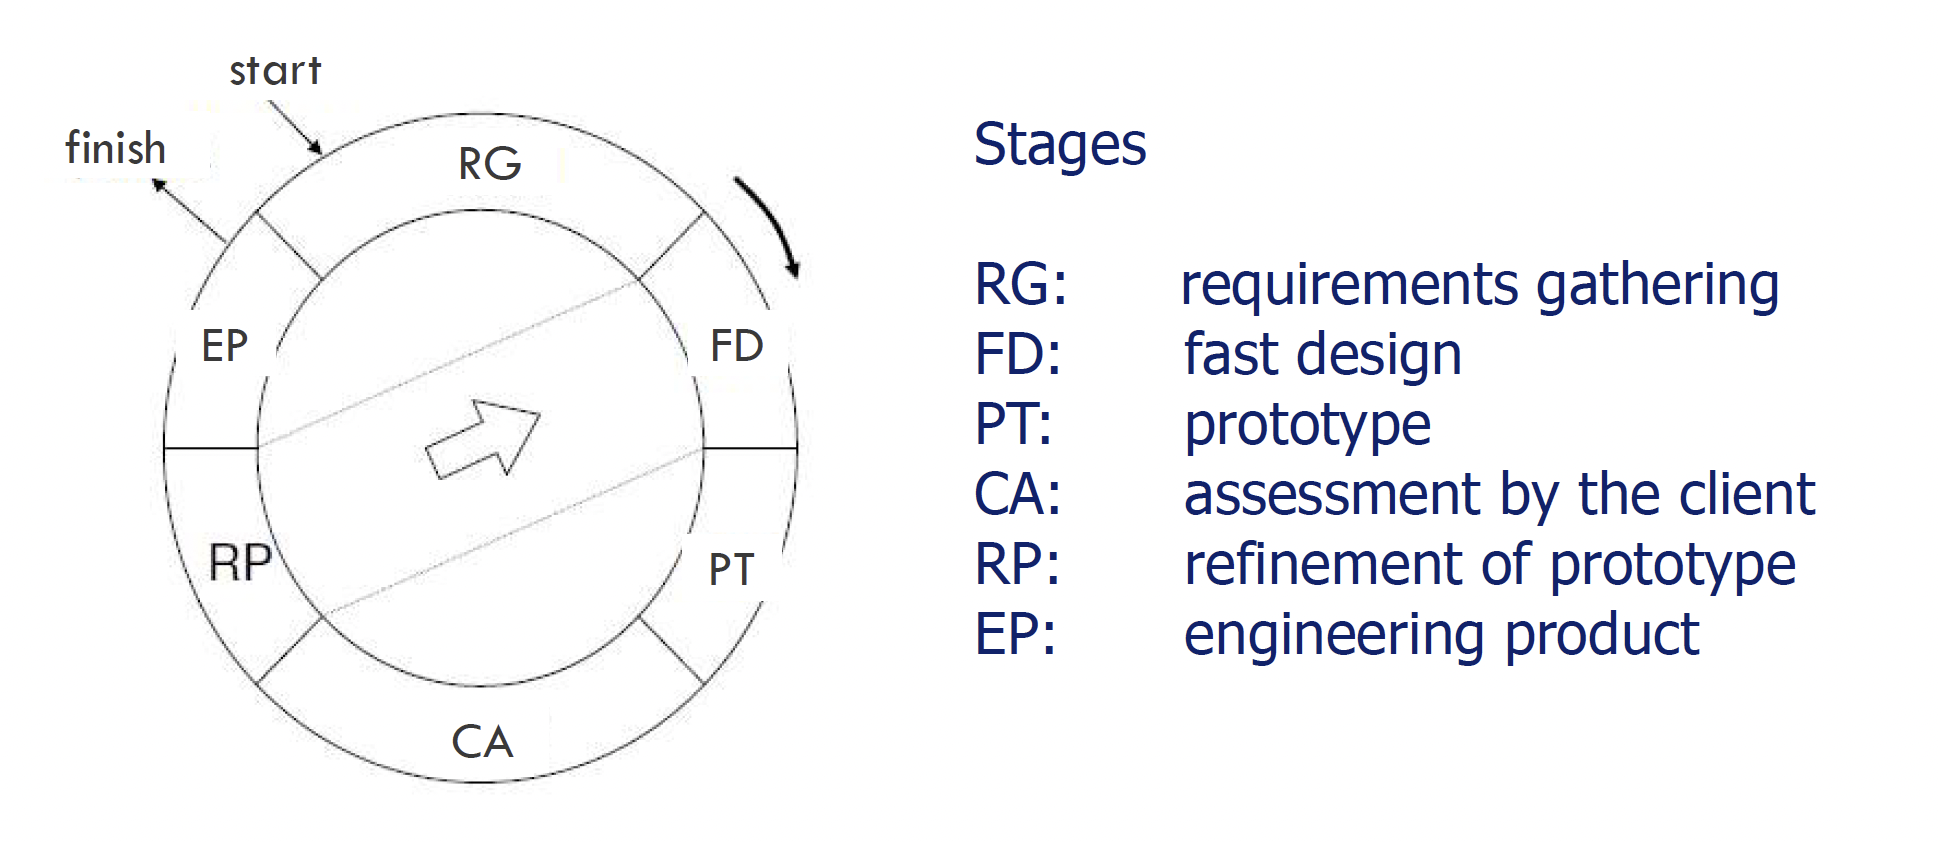 start
finish
RG
EP
FD
RP
PT
CA
Stages
RG: requirements gathering
FD: fast design
PT: prototype
CA: assessment by the client
RP: refinement of prototype
EP: engineering product